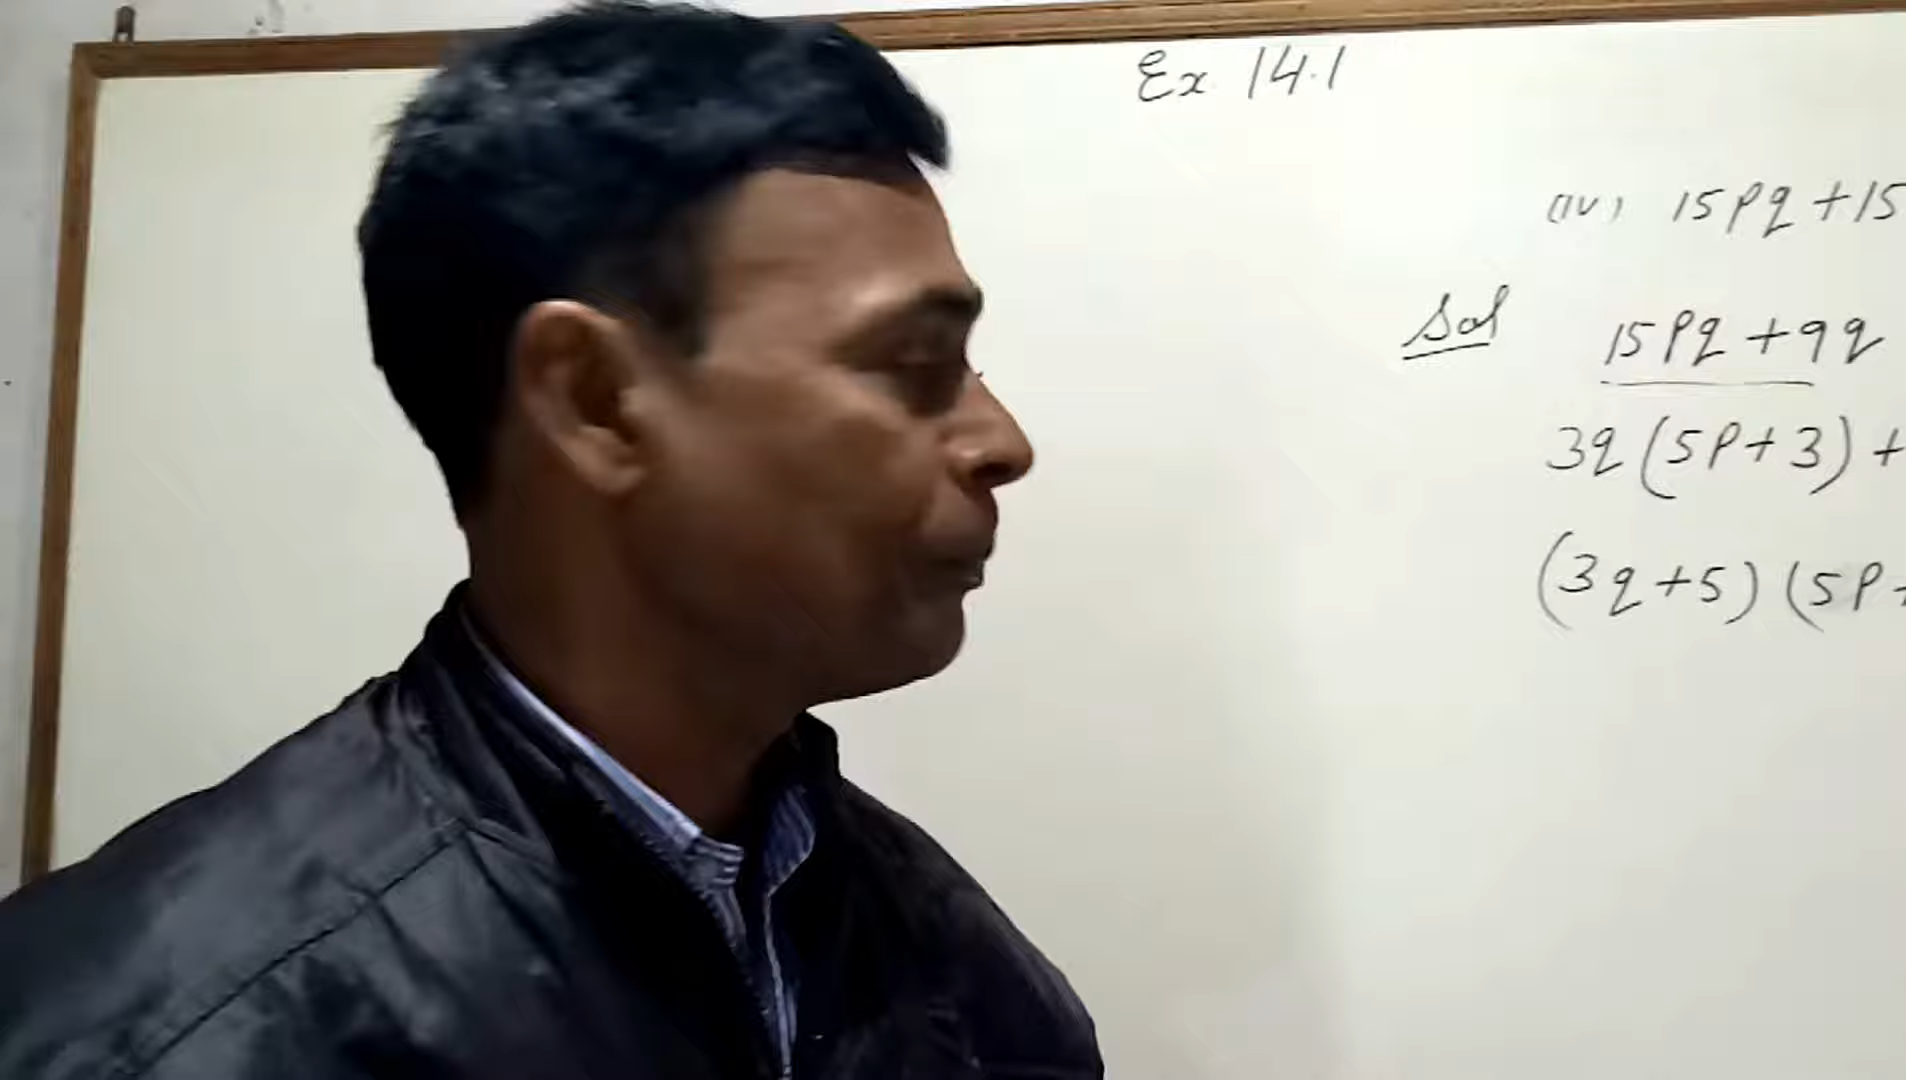 Ex. 14.1
(iv) 15pq + 15
Sol 15pq + 9q
3q (5p + 3) +
(3q + 5) (5p +